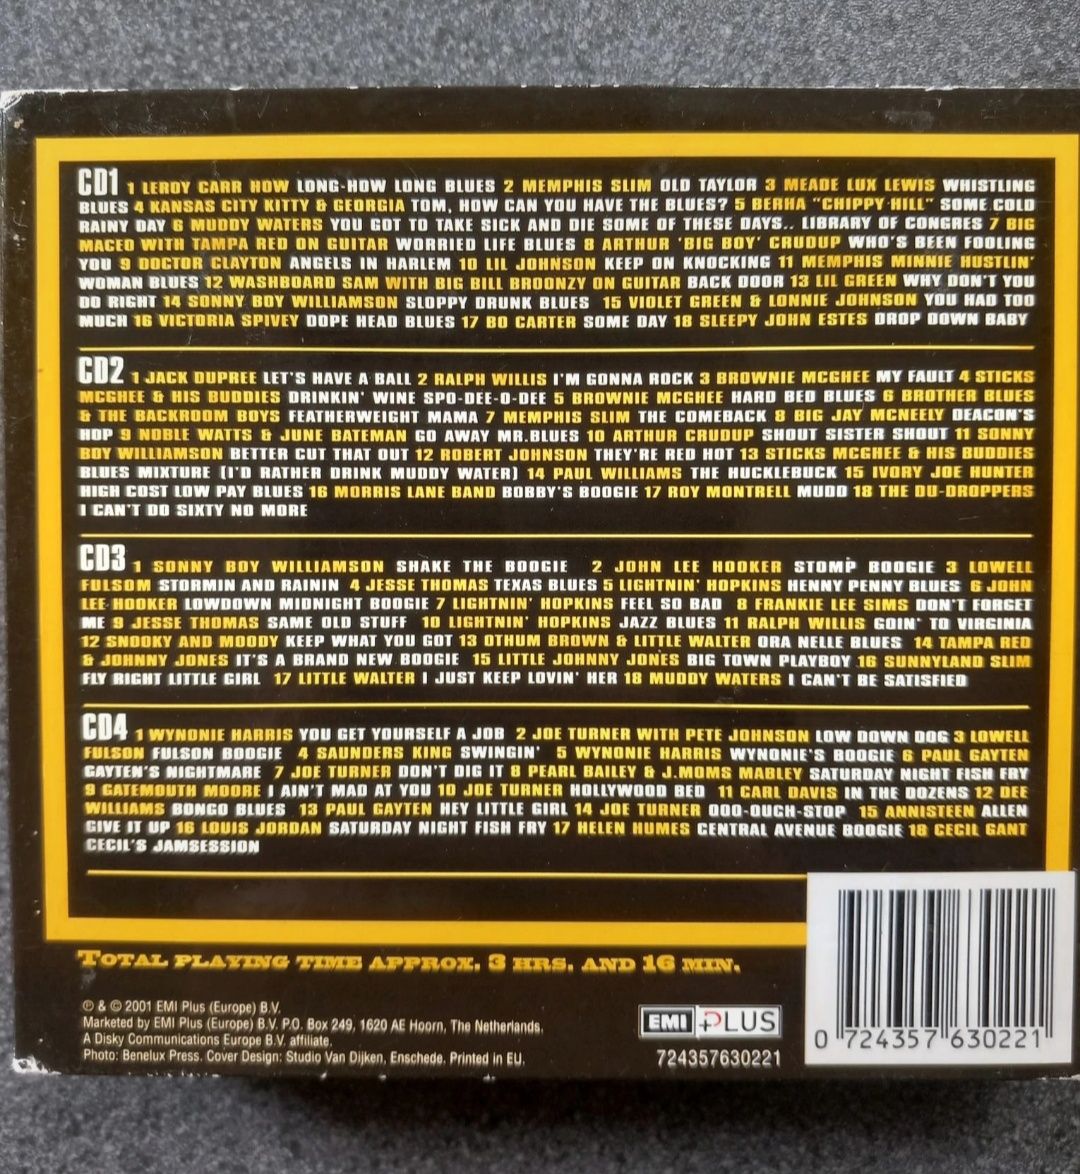 CD1 1 LEROY CARR HOW LONG-HOW LONG BLUES 2 MEMPHIS SLIM OLD TAYLOR 3 MEADE LUX LEWIS WHISTLING
BLUES 4 KANSAS CITY KITTY & GEORGIA TOM, HOW CAN YOU HAVE THE BLUES? 5 BERHA "CHIPPY HILL" SOME COLD
RAINY DAY 6 MUDDY WATERS YOU GOT TO TAKE SICK AND DIE SOME OF THESE DAYS.. LIBRARY OF CONGRES 7 BIG
MACEO WITH TAMPA RED ON GUITAR WORRIED LIFE BLUES 8 ARTHUR 'BIG BOY' CRUDUP WHO'S BEEN FOOLING
YOU 9 DOCTOR CLAYTON ANGELS IN HARLEM 10 LIL JOHNSON KEEP ON KNOCKING 11 MEMPHIS MINNIE HUSTLIN'
WOMAN BLUES 12 WASHBOARD SAM WITH BIG BILL BROONZY ON GUITAR BACK DOOR 13 LIL GREEN WHY DON'T YOU
DO RIGHT 14 SONNY BOY WILLIAMSON SLOPPY DRUNK BLUES 15 VIOLET GREEN & LONNIE JOHNSON YOU HAD TOO
MUCH 16 VICTORIA SPIVEY DOPE HEAD BLUES 17 BO CARTER SOME DAY 18 SLEEPY JOHN ESTES DROP DOWN BABY
CD2 1 JACK DUPREE LET'S HAVE A BALL 2 RALPH WILLIS I'M GONNA ROCK 3 BROWNIE MCGHEE MY FAULT 4 STICKS
MCGHEE & HIS BUDDIES DRINKIN' WINE SPO-DEE-O-DEE 5 BROWNIE MCGHEE HARD BED BLUES 6 BROTHER BLUES
& THE BACKROOM BOYS FEATHERWEIGHT MAMA 7 MEMPHIS SLIM THE COMEBACK 8 BIG JAY MCNEELY DEACON'S
HOP 9 NOBLE WATTS & JUNE BATEMAN GO AWAY MR.BLUES 10 ARTHUR CRUDUP SHOUT SISTER SHOUT 11 SONNY
BOY WILLIAMSON BETTER CUT THAT OUT 12 ROBERT JOHNSON THEY'RE RED HOT 13 STICKS MCGHEE & HIS BUDDIES
BLUES MIXTURE (I'D RATHER DRINK MUDDY WATER) 14 PAUL WILLIAMS THE HUCKLEBUCK 15 IVORY JOE HUNTER
HIGH COST LOW PAY BLUES 16 MORRIS LANE BAND BOBBY'S BOOGIE 17 ROY MONTRELL MUDD 18 THE DU-DROPPERS
I CAN'T DO SIXTY NO MORE
CD3 1 SONNY BOY WILLIAMSON SHAKE THE BOOGIE 2 JOHN LEE HOOKER STOMP BOOGIE 3 LOWELL
FULSOM STORMIN AND RAININ 4 JESSE THOMAS TEXAS BLUES 5 LIGHTNIN' HOPKINS HENNY PENNY BLUES 6 JOHN
LEE HOOKER LOWDOWN MIDNIGHT BOOGIE 7 LIGHTNIN' HOPKINS FEEL SO BAD 8 FRANKIE LEE SIMS DON'T FORGET
ME 9 JESSE THOMAS SAME OLD STUFF 10 LIGHTNIN' HOPKINS JAZZ BLUES 11 RALPH WILLIS GOIN' TO VIRGINIA
12 SNOOKY AND MOODY KEEP WHAT YOU GOT 13 OTHUM BROWN & LITTLE WALTER ORA NELLE BLUES 14 TAMPA RED
& JOHNNY JONES IT'S A BRAND NEW BOOGIE 15 LITTLE JOHNNY JONES BIG TOWN PLAYBOY 16 SUNNYLAND SLIM
FLY RIGHT LITTLE GIRL 17 LITTLE WALTER I JUST KEEP LOVIN' HER 18 MUDDY WATERS I CAN'T BE SATISFIED
CD4 1 WYNONIE HARRIS YOU GET YOURSELF A JOB 2 JOE TURNER WITH PETE JOHNSON LOW DOWN DOG 3 LOWELL
FULSON FULSON BOOGIE 4 SAUNDERS KING SWINGIN' 5 WYNONIE HARRIS WYNONIE'S BOOGIE 6 PAUL GAYTEN
GAYTEN'S NIGHTMARE 7 JOE TURNER DON'T DIG IT 8 PEARL BAILEY & J.MOMS MABLEY SATURDAY NIGHT FISH FRY
9 GATEMOUTH MOORE I AIN'T MAD AT YOU 10 JOE TURNER HOLLYWOOD BED 11 CARL DAVIS IN THE DOZENS 12 DEE
WILLIAMS BONGO BLUES 13 PAUL GAYTEN HEY LITTLE GIRL 14 JOE TURNER OOO-OUCH-STOP 15 ANNISTEEN ALLEN
GIVE IT UP 16 LOUIS JORDAN SATURDAY NIGHT FISH FRY 17 HELEN HUMES CENTRAL AVENUE BOOGIE 18 CECIL GANT
CECIL'S JAMSESSION
TOTAL PLAYING TIME APPROX. 3 HRS. AND 16 MIN.
℗ & © 2001 EMI Plus (Europe) B.V.
Marketed by EMI Plus (Europe) B.V. P.O. Box 249, 1620 AE Hoorn, The Netherlands.
A Disky Communications Europe B.V. affiliate.
Photo: Benelux Press. Cover Design: Studio Van Dijken, Enschede. Printed in EU.
EMI PLUS
724357630221
0 724357 630221